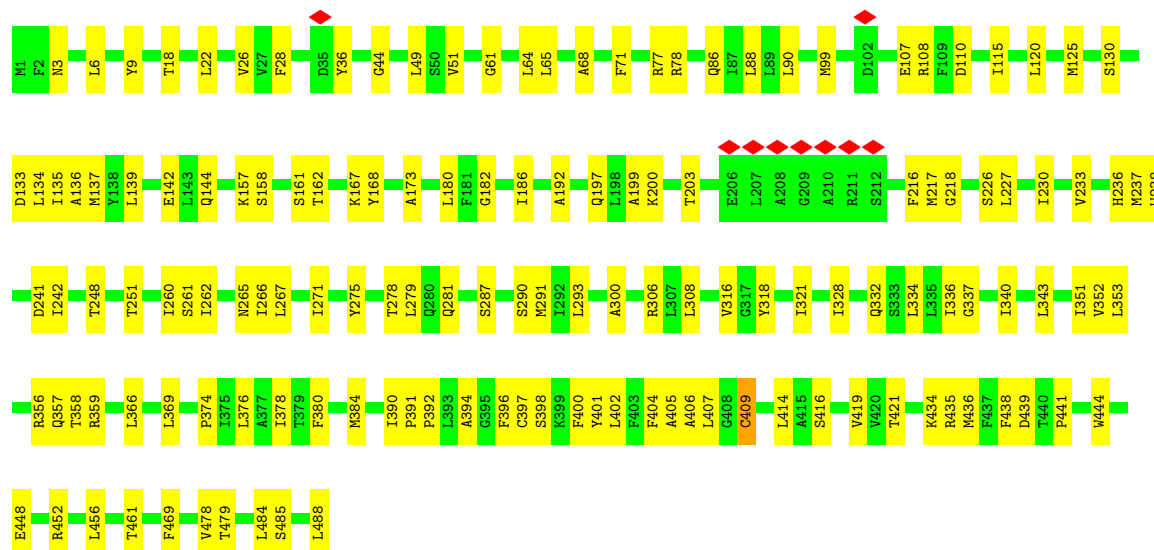 M1 F2 N3 L6 Y9 T18 L22 V26 V27 F28 D35 Y36 G44 L49 S50 V51 G61 L64 L65 A68 F71 R77 R78 Q86 I87 L88 L89 L90 M99 D102 E107 R108 F109 D110 I115 L120 M125 S130
D133 L134 I135 A136 M137 Y138 L139 E142 L143 Q144 K157 S158 S161 T162 K167 Y168 A173 L180 F181 G182 I186 A192 Q197 L198 A199 K200 T203 E206 L207 A208 G209 A210 R211 S212 F216 M217 G218 S226 L227 I230 V233 H236 M237
D241 I242 T248 T251 I260 S261 I262 N265 I266 L267 I271 Y275 T278 L279 Q280 Q281 S287 S290 M291 I292 L293 A300 R306 L307 L308 V316 G317 Y318 I321 I328 Q332 S333 L334 L335 I336 G337 I340 L343 I351 V352 L353
R356 Q357 T358 R359 L366 L369 P374 I375 L376 A377 I378 T379 F380 M384 I390 P391 P392 L393 A394 G395 F396 C397 S398 K399 F400 Y401 L402 F403 F404 A405 A406 L407 G408 C409 L414 A415 S416 V419 V420 T421 K434 R435 M436 F437 F438 D439 T440 P441 W444
E448 R452 L456 T461 F469 V478 T479 L484 S485 L488